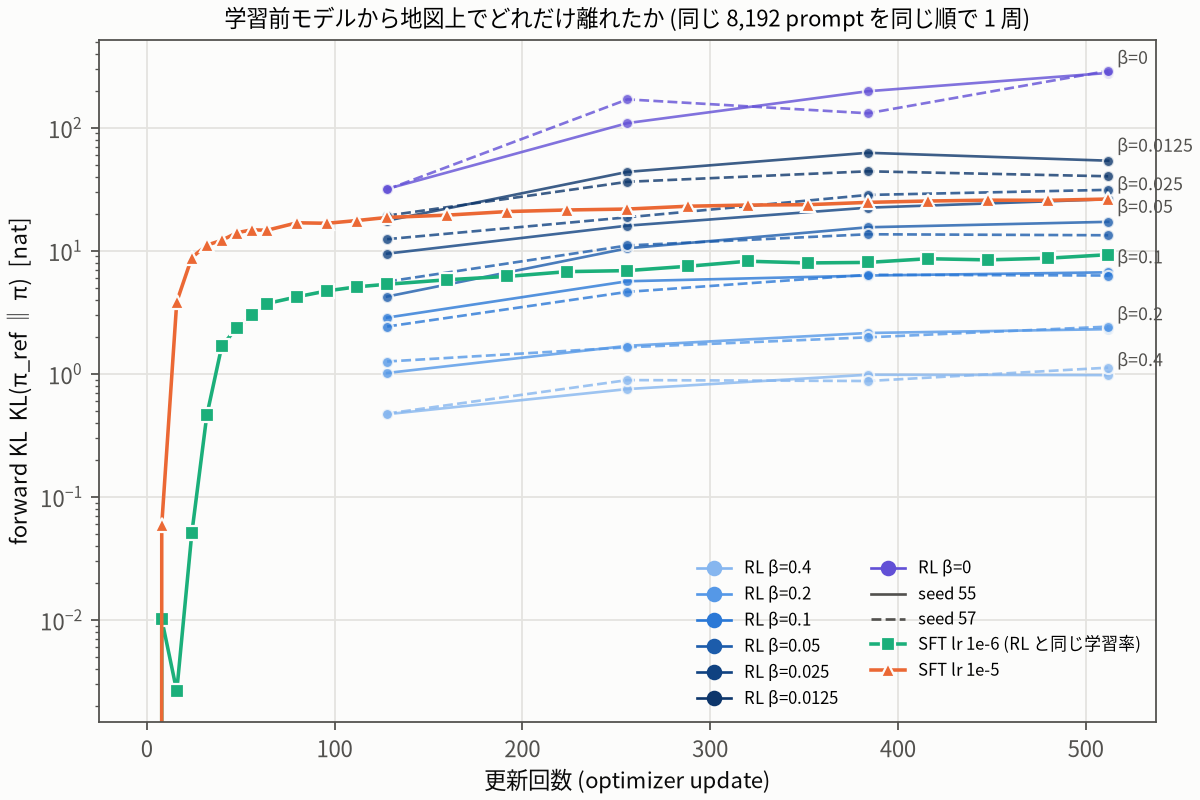 学習前モデルから地図上でどれだけ離れたか (同じ 8,192 prompt を同じ順で 1 周)
forward KL KL(π_ref ∥ π) [nat]
10²
10¹
10⁰
10⁻¹
10⁻²
β=0
β=0.0125
β=0.025
β=0.05
β=0.1
β=0.2
β=0.4
RL β=0.4
RL β=0.2
RL β=0.1
RL β=0.05
RL β=0.025
RL β=0.0125
RL β=0
seed 55
seed 57
SFT lr 1e-6 (RL と同じ学習率)
SFT lr 1e-5
0 100 200 300 400 500
更新回数 (optimizer update)